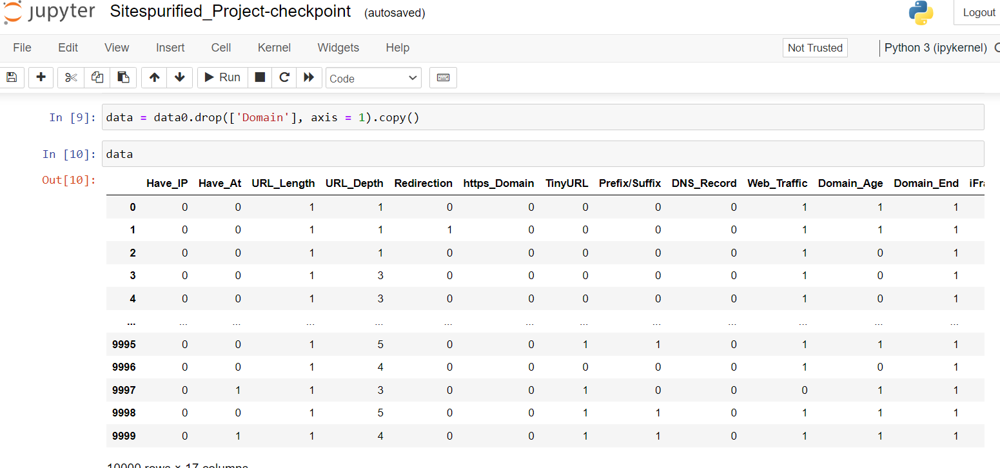 jupyter Sitespurified_Project-checkpoint (autosaved) Logout
File Edit View Insert Cell Kernel Widgets Help Not Trusted Python 3 (ipykernel)
Run Code
In [9]: data = data0.drop(['Domain'], axis = 1).copy()
In [10]: data
Out[10]:
Have_IP Have_At URL_Length URL_Depth Redirection https_Domain TinyURL Prefix/Suffix DNS_Record Web_Traffic Domain_Age Domain_End iFra
0 0 0 1 1 0 0 0 0 0 1 1 1
1 0 0 1 1 1 0 0 0 0 1 1 1
2 0 0 1 1 0 0 0 0 0 1 0 1
3 0 0 1 3 0 0 0 0 0 1 0 1
4 0 0 1 3 0 0 0 0 0 1 0 1
... ... ... ... ... ... ... ... ... ... ... ... ...
9995 0 0 1 5 0 0 1 1 0 1 1 1
9996 0 0 1 4 0 0 0 0 0 1 0 1
9997 0 1 1 3 0 0 1 0 0 0 1 1
9998 0 0 1 5 0 0 1 1 0 1 1 1
9999 0 1 1 4 0 0 1 1 0 1 1 1
10000 rows × 17 columns